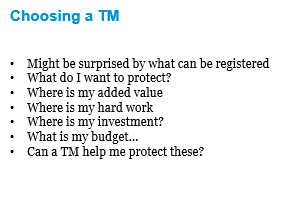 Choosing a TM
• Might be surprised by what can be registered
• What do I want to protect?
• Where is my added value
• Where is my hard work
• Where is my investment?
• What is my budget...
• Can a TM help me protect these?